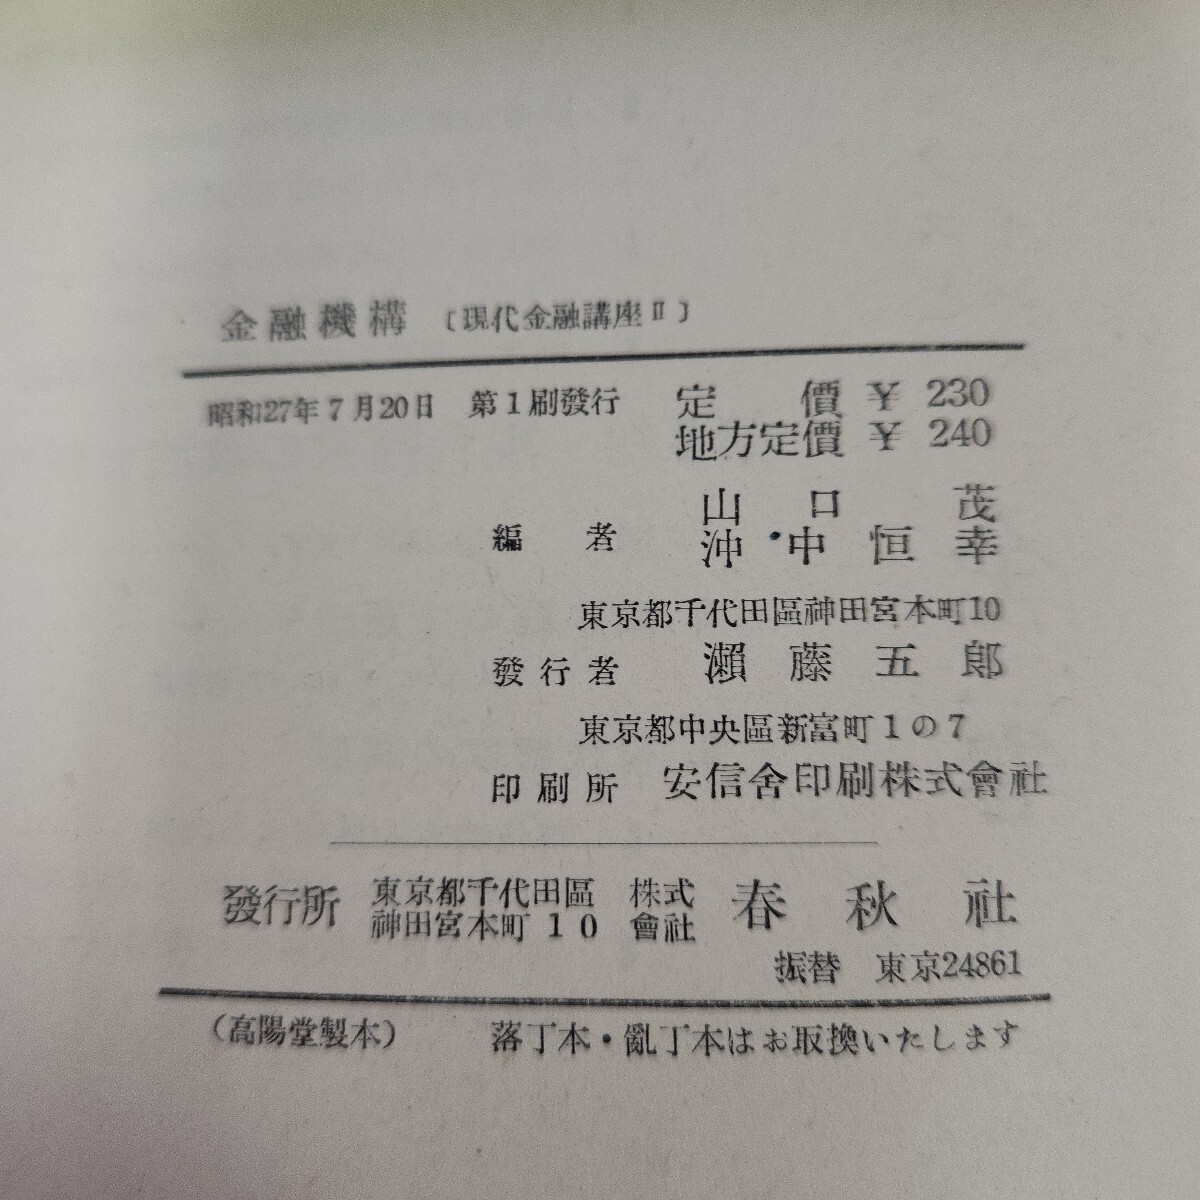 金融機構 〔現代金融講座Ⅱ〕
昭和27年7月20日 第1刷發行 定價 ¥ 230
地方定價 ¥ 240
編者 山口茂
沖中恒幸
東京都千代田區神田宮本町10
發行者 瀨藤五郎
東京都中央區新富町1の7
印刷所 安信舍印刷株式會社
發行所 東京都千代田區神田宮本町10 株式會社 春秋社
振替 東京24861
(高陽堂製本) 落丁本・亂丁本はお取換いたします